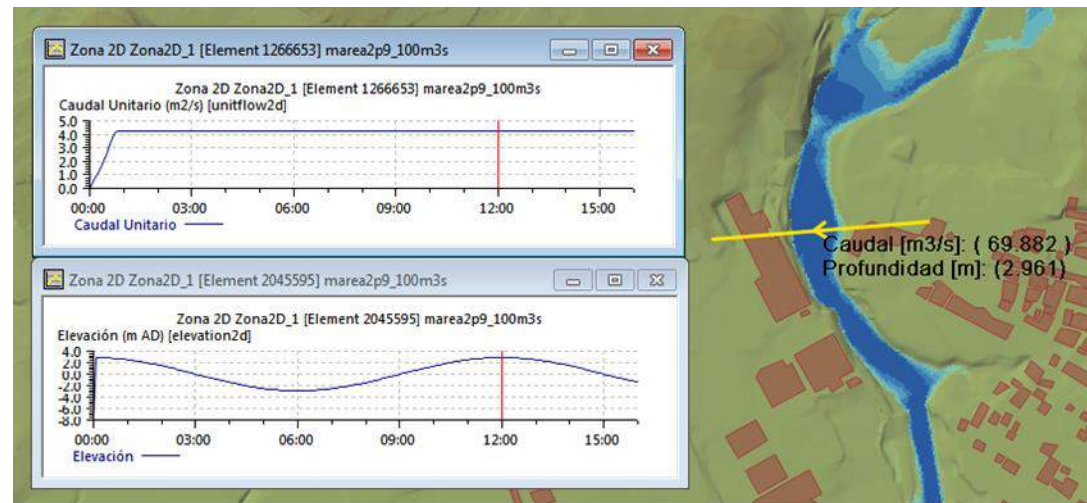 Zona 2D Zona2D_1 [Element 1266653] marea2p9_100m3s
Zona 2D Zona2D_1 [Element 1266653] marea2p9_100m3s
Caudal Unitario (m2/s) [unitflow2d]
5.0
4.0
3.0
2.0
1.0
0.0
00:00 03:00 06:00 09:00 12:00 15:00
Caudal Unitario
Caudal [m3/s]: ( 69.882 )
Profundidad [m]: (2.961)
Zona 2D Zona2D_1 [Element 2045595] marea2p9_100m3s
Zona 2D Zona2D_1 [Element 2045595] marea2p9_100m3s
Elevación (m AD) [elevation2d]
4.0
2.0
0.0
-2.0
-4.0
-6.0
-8.0
00:00 03:00 06:00 09:00 12:00 15:00
Elevación